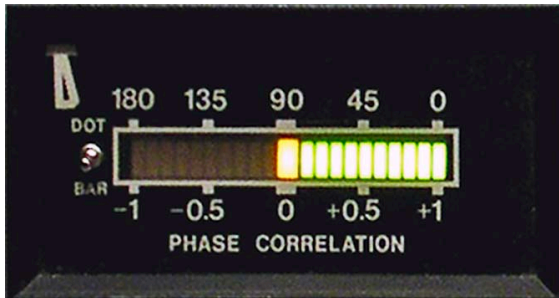 180 135 90 45 0
DOT
BAR
-1 -0.5 0 +0.5 +1
PHASE CORRELATION